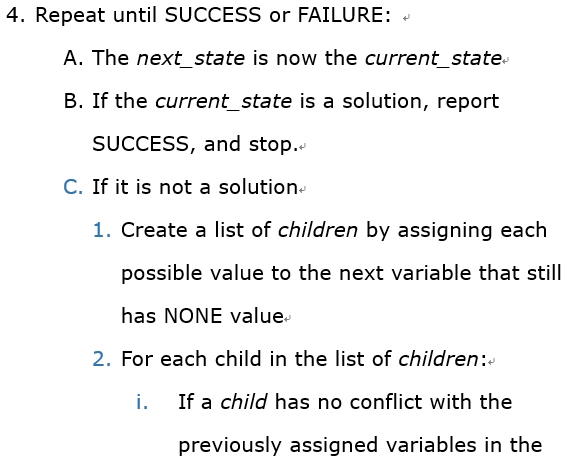 4. Repeat until SUCCESS or FAILURE:
A. The next_state is now the current_state
B. If the current_state is a solution, report
SUCCESS, and stop.
C. If it is not a solution
1. Create a list of children by assigning each
possible value to the next variable that still
has NONE value
2. For each child in the list of children:
i. If a child has no conflict with the
previously assigned variables in the